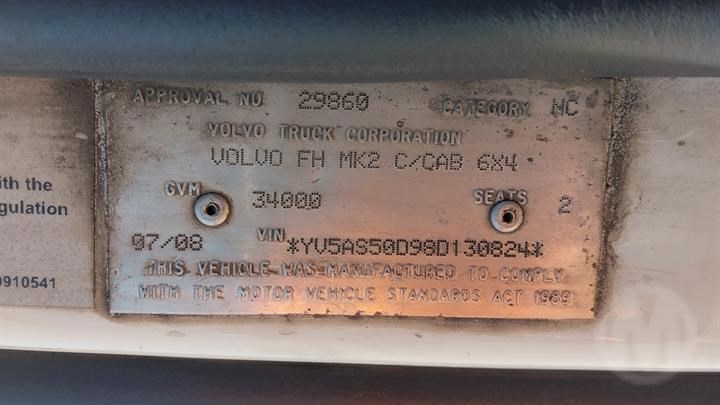 APPROVAL NO 29860 CATEGORY NC
VOLVO TRUCK CORPORATION
VOLVO FH MK2 C/CAB 6X4
GVM 34000 SEATS 2
07/08 VIN *YV5AS50D98D130824*
THIS VEHICLE WAS MANUFACTURED TO COMPLY
WITH THE MOTOR VEHICLE STANDARDS ACT 1989
with the
gulation
0910541
M